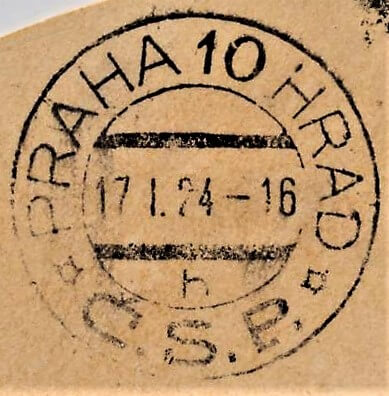 PRAHA 10 HRAD
17 I. 24 - 16
h
Č.S.P.